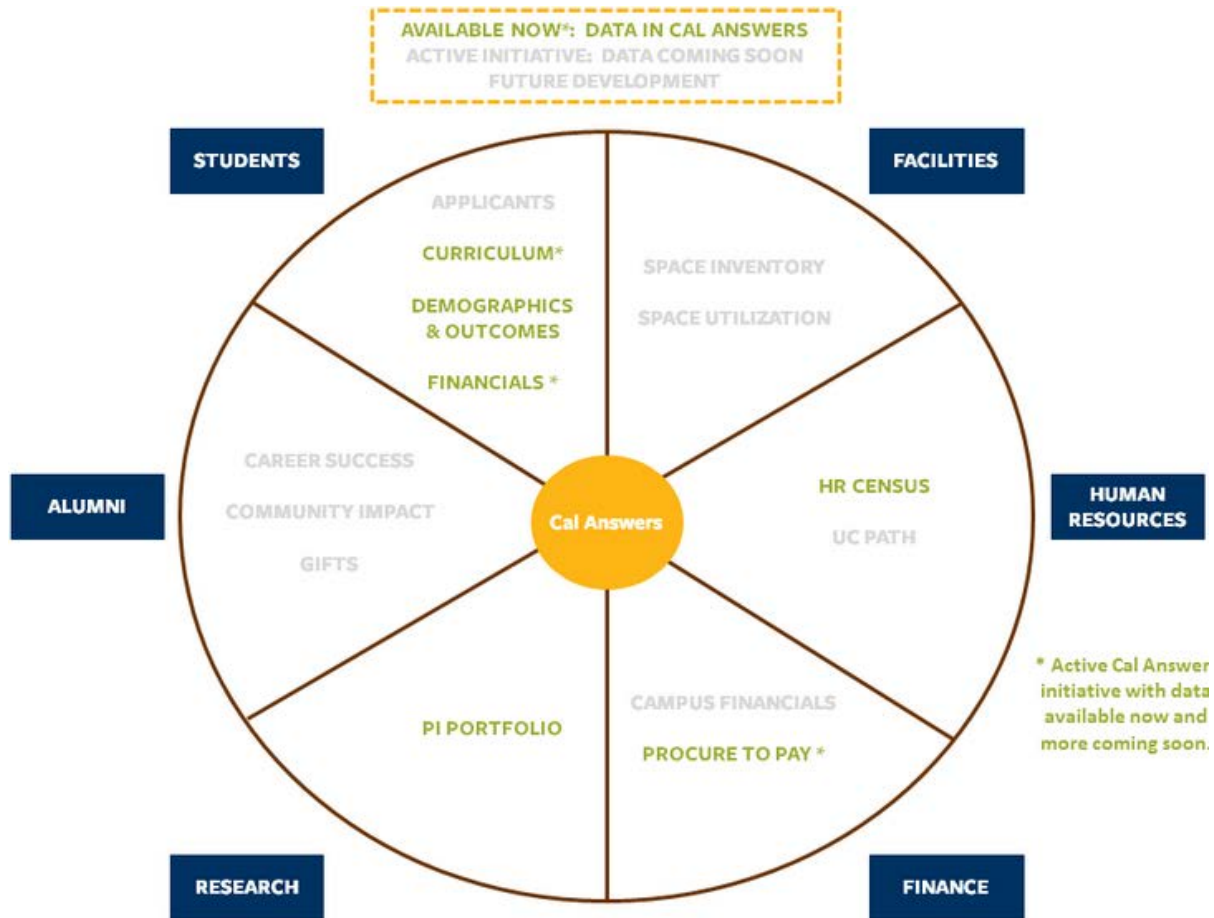 AVAILABLE NOW*: DATA IN CAL ANSWERS
ACTIVE INITIATIVE: DATA COMING SOON
FUTURE DEVELOPMENT
STUDENTS
FACILITIES
APPLICANTS
CURRICULUM*
DEMOGRAPHICS
& OUTCOMES
FINANCIALS *
SPACE INVENTORY
SPACE UTILIZATION
ALUMNI
CAREER SUCCESS
COMMUNITY IMPACT
GIFTS
Cal Answers
HR CENSUS
UC PATH
HUMAN
RESOURCES
PI PORTFOLIO
CAMPUS FINANCIALS
PROCURE TO PAY *
* Active Cal Answer
initiative with data
available now and
more coming soon.
RESEARCH
FINANCE